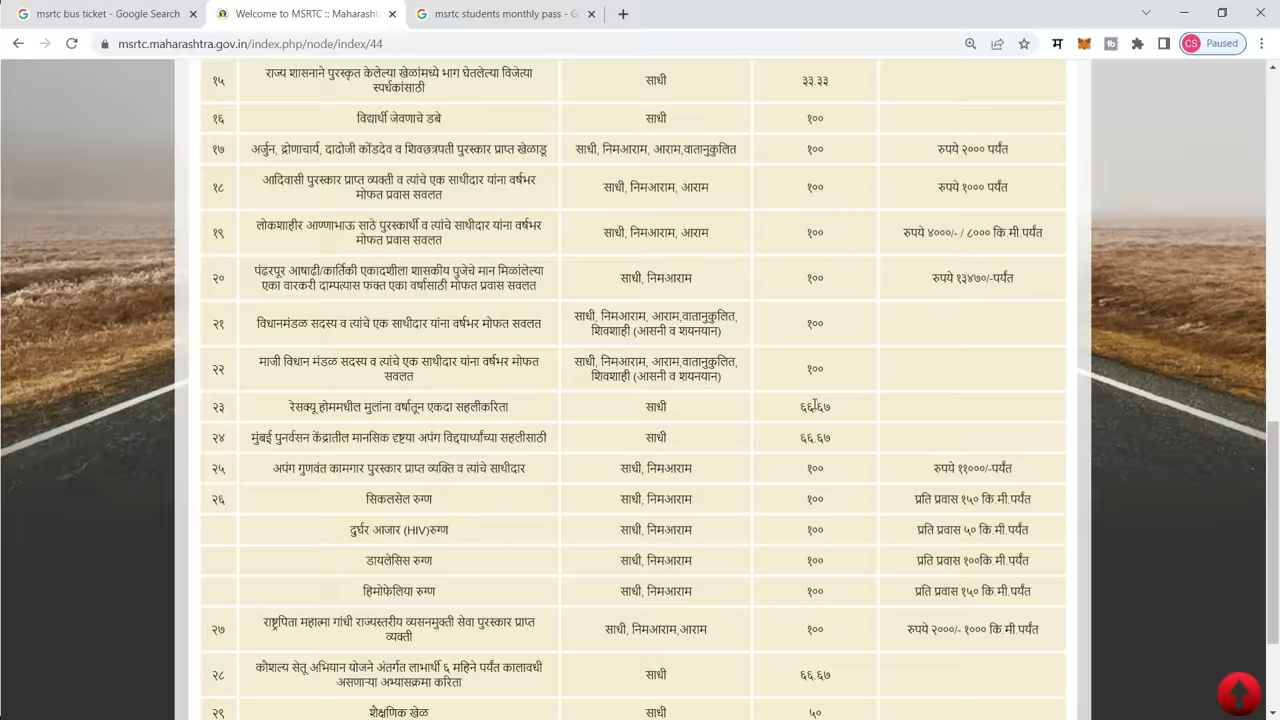 msrtc bus ticket - Google Search
Welcome to MSRTC :: Maharasht
msrtc students monthly pass - G
msrtc.maharashtra.gov.in/index.php/node/index/44
म
CS Paused
१५ राज्य शासनाने पुरस्कृत केलेल्या खेळांमध्ये भाग घेतलेल्या विजेत्या साधी ३३.३३
स्पर्धकांसाठी
१६ विद्यार्थी जेवणाचे डबे साधी १००
१७ अर्जुन, द्रोणाचार्य, दादोजी कोंडदेव व शिवछत्रपती पुरस्कार प्राप्त खेळाडू साधी, निमआराम, आराम,वातानुकुलित १०० रुपये २००० पर्यंत
१८ आदिवासी पुरस्कार प्राप्त व्यक्ती व त्यांचे एक साथीदार यांना वर्षभर साधी, निमआराम, आराम १०० रुपये १००० पर्यंत
मोफत प्रवास सवलत
१९ लोकशाहीर आण्णाभाऊ साठे पुरस्कार्थी व त्यांचे साथीदार यांना वर्षभर साधी, निमआराम, आराम १०० रुपये ४०००/- / ८००० कि मी.पर्यंत
मोफत प्रवास सवलत
२० पंढरपूर आषाढी/कार्तिकी एकादशीला शासकीय पुजेचे मान मिळांलेल्या साधी, निमआराम १०० रुपये १३४७०/-पर्यंत
एका वारकरी दाम्पत्यास फक्त एका वर्षासाठी मोफत प्रवास सवलत
२१ विधानमंडळ सदस्य व त्यांचे एक साथीदार यांना वर्षभर मोफत सवलत साधी, निमआराम, आराम,वातानुकुलित, १००
शिवशाही (आसनी व शयनयान)
२२ माजी विधान मंडळ सदस्य व त्यांचे एक साथीदार यांना वर्षभर मोफत साधी, निमआराम, आराम,वातानुकुलित, १००
सवलत शिवशाही (आसनी व शयनयान)
२३ रेसक्यू होममधील मुलांना वर्षातून एकदा सहलीकरिता साधी ६६.६७
२४ मुंबई पुनर्वसन केंद्रातील मानसिक दृष्टया अपंग विद्दयार्थ्यांच्या सहलीसाठी साधी ६६.६७
२५ अपंग गुणवंत कामगार पुरस्कार प्राप्त व्यक्ति व त्यांचे साथीदार साधी, निमआराम १०० रुपये ११०००/-पर्यंत
२६ सिकलसेल रुग्ण साधी, निमआराम १०० प्रति प्रवास १५० कि.मी.पर्यंत
दुर्घर आजार (HIV)रुग्ण साधी, निमआराम १०० प्रति प्रवास ५० कि.मी.पर्यंत
डायलेसिस रुग्ण साधी, निमआराम १०० प्रति प्रवास १००कि.मी.पर्यंत
हिमोफेलिया रुग्ण साधी, निमआराम १०० प्रति प्रवास १५० कि.मी.पर्यंत
२७ राष्ट्रपिता महात्मा गांधी राज्यस्तरीय व्यसनमुक्ती सेवा पुरस्कार प्राप्त साधी, निमआराम,आराम १०० रुपये २०००/- १००० कि.मी.पर्यंत
व्यक्ती
२८ कौशल्य सेतू अभियान योजने अंतर्गत लाभार्थी ६ महिने पर्यंत कालावधी साधी ६६.६७
असणाऱ्या अभ्यासक्रमा करिता
२९ शैक्षणिक खेळ साधी ५०